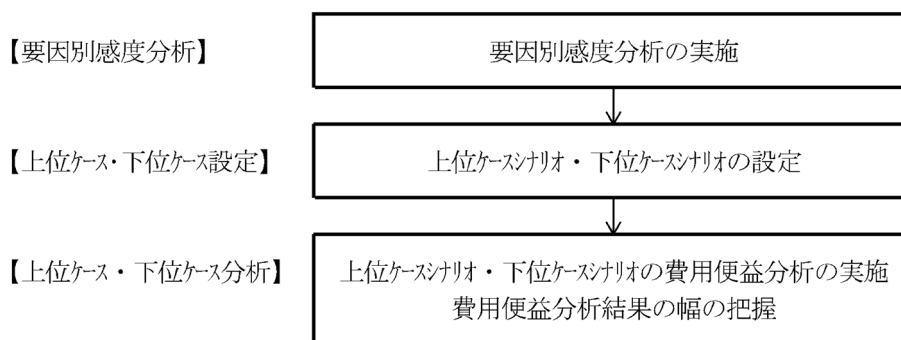 【要因別感度分析】
要因別感度分析の実施
【上位ｹｰｽ・下位ｹｰｽ設定】
上位ｹｰｽｼﾅﾘｵ・下位ｹｰｽｼﾅﾘｵの設定
【上位ｹｰｽ・下位ｹｰｽ分析】
上位ｹｰｽｼﾅﾘｵ・下位ｹｰｽｼﾅﾘｵの費用便益分析の実施
費用便益分析結果の幅の把握